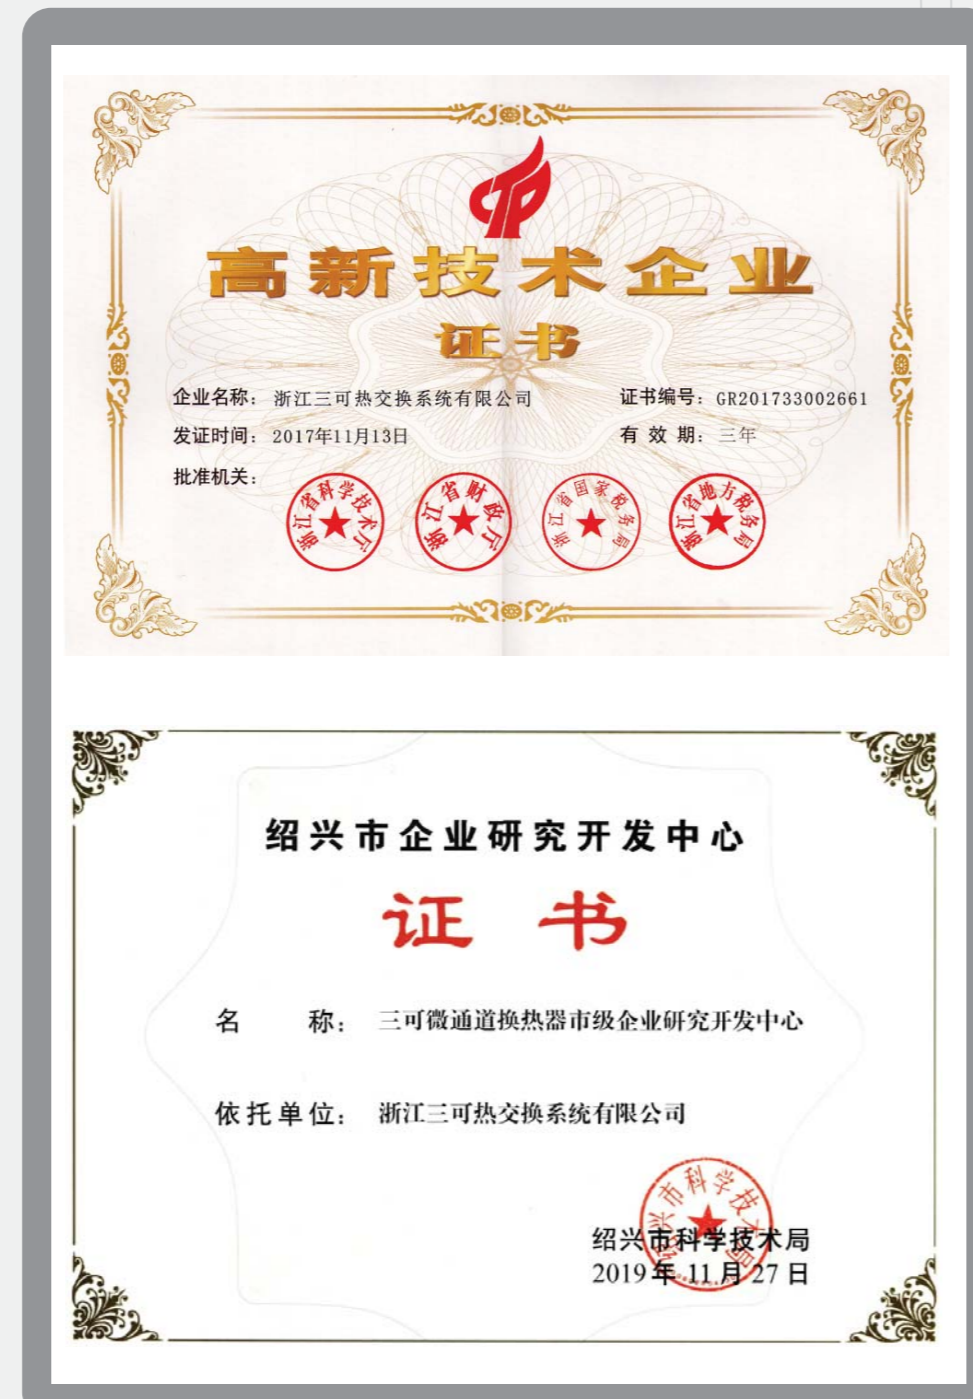 高新技术企业
证书
企业名称：浙江三可热交换系统有限公司 证书编号：GR201733002661
发证时间：2017年11月13日 有效期：三年
批准机关：
浙江省科学技术厅
浙江省财政厅
浙江省国家税务局
浙江省地方税务局
绍兴市企业研究开发中心
证书
名称：三可微通道换热器市级企业研究开发中心
依托单位：浙江三可热交换系统有限公司
绍兴市科学技术局
绍兴市科学技术局
2019年11月27日